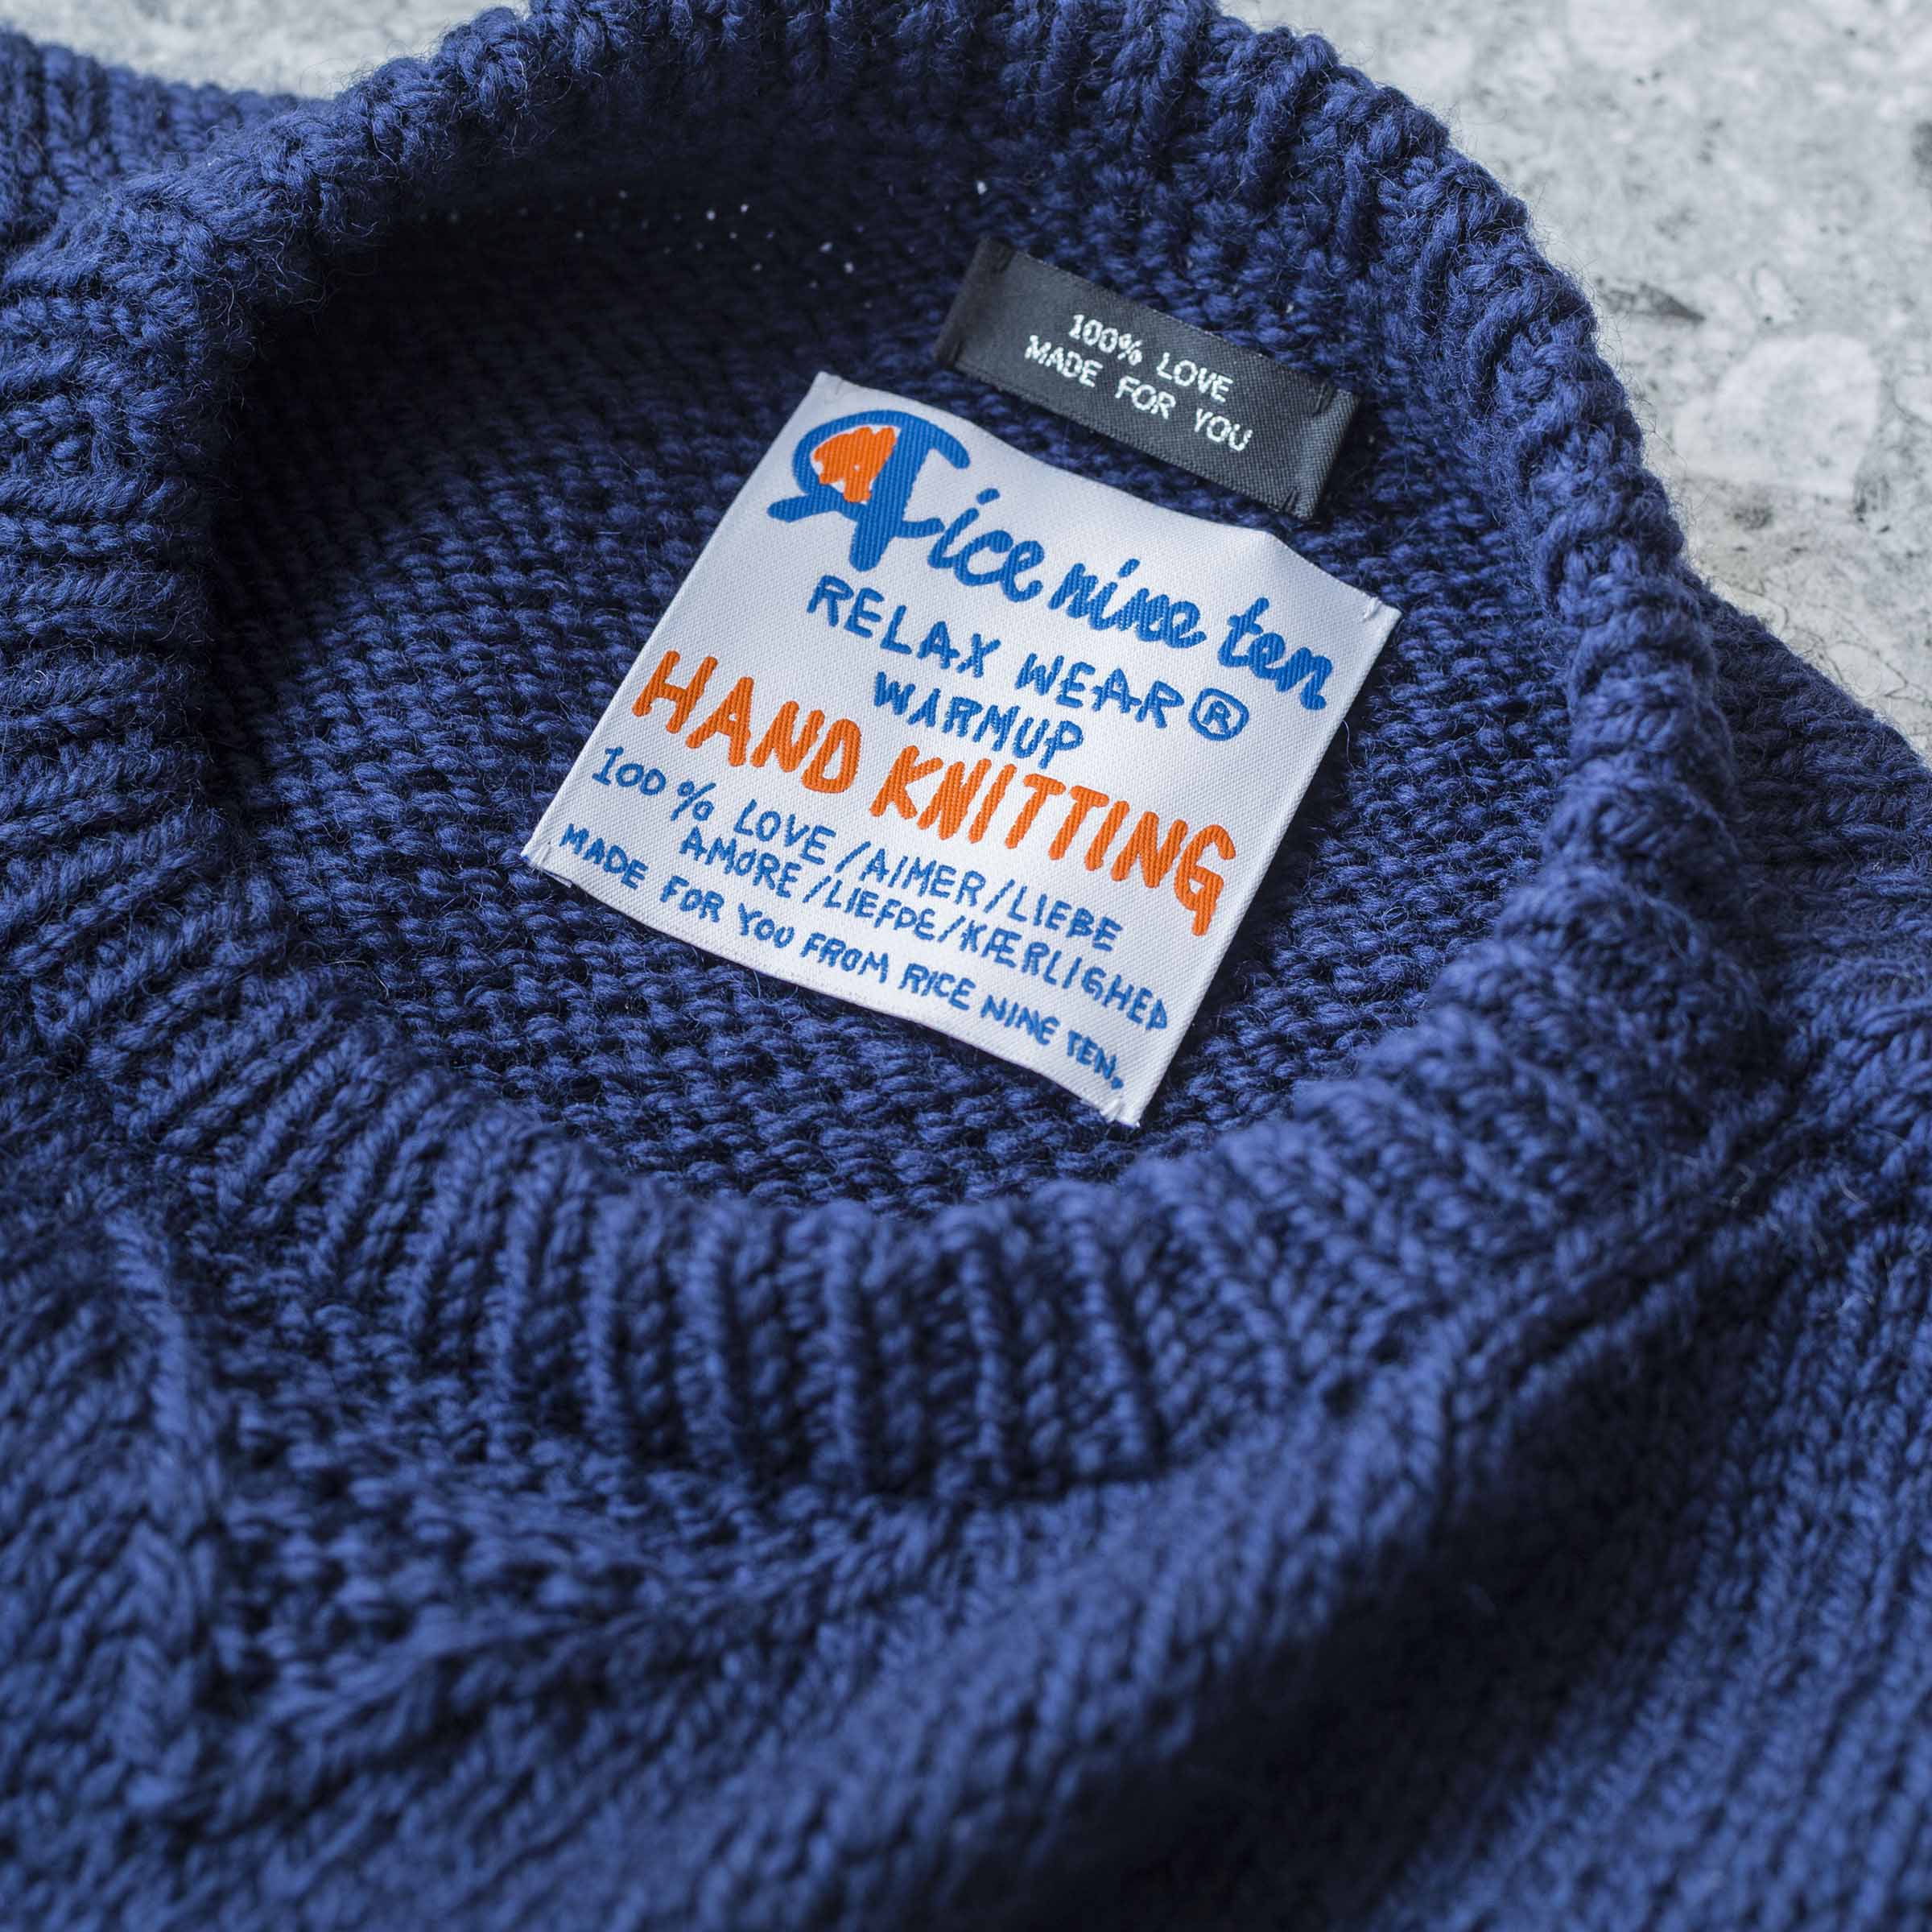 100% LOVE
MADE FOR YOU
Rice nine ten
RELAX WEAR®
WARMUP
HAND KNITTING
100% LOVE/AIMER/LIEBE
AMORE/LIEFDE/KÆRLIGHED
MADE FOR YOU FROM RICE NINE TEN.